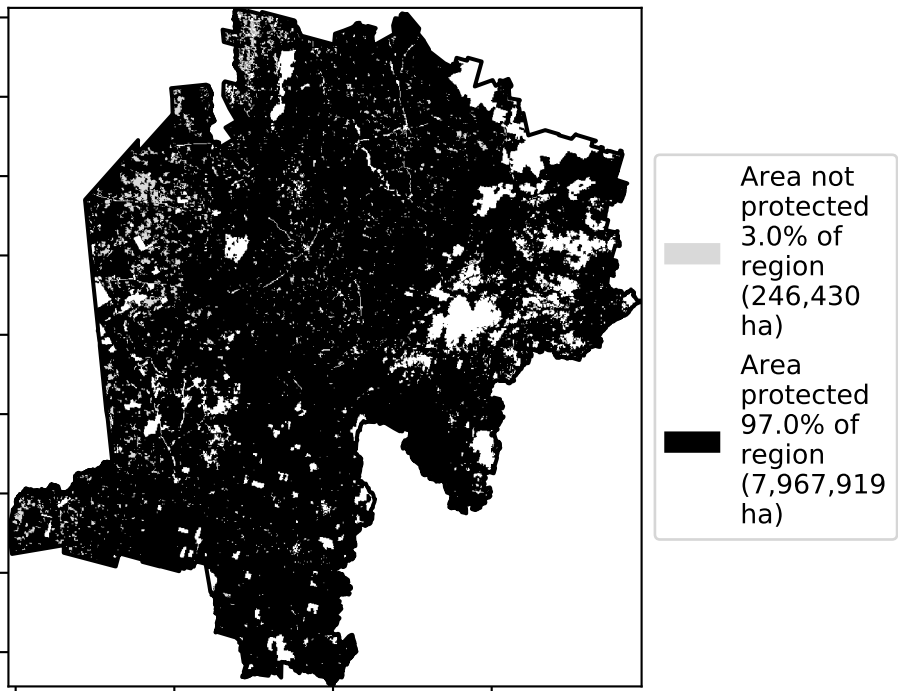 Area not
protected
3.0% of
region
(246,430
ha)
Area
protected
97.0% of
region
(7,967,919
ha)